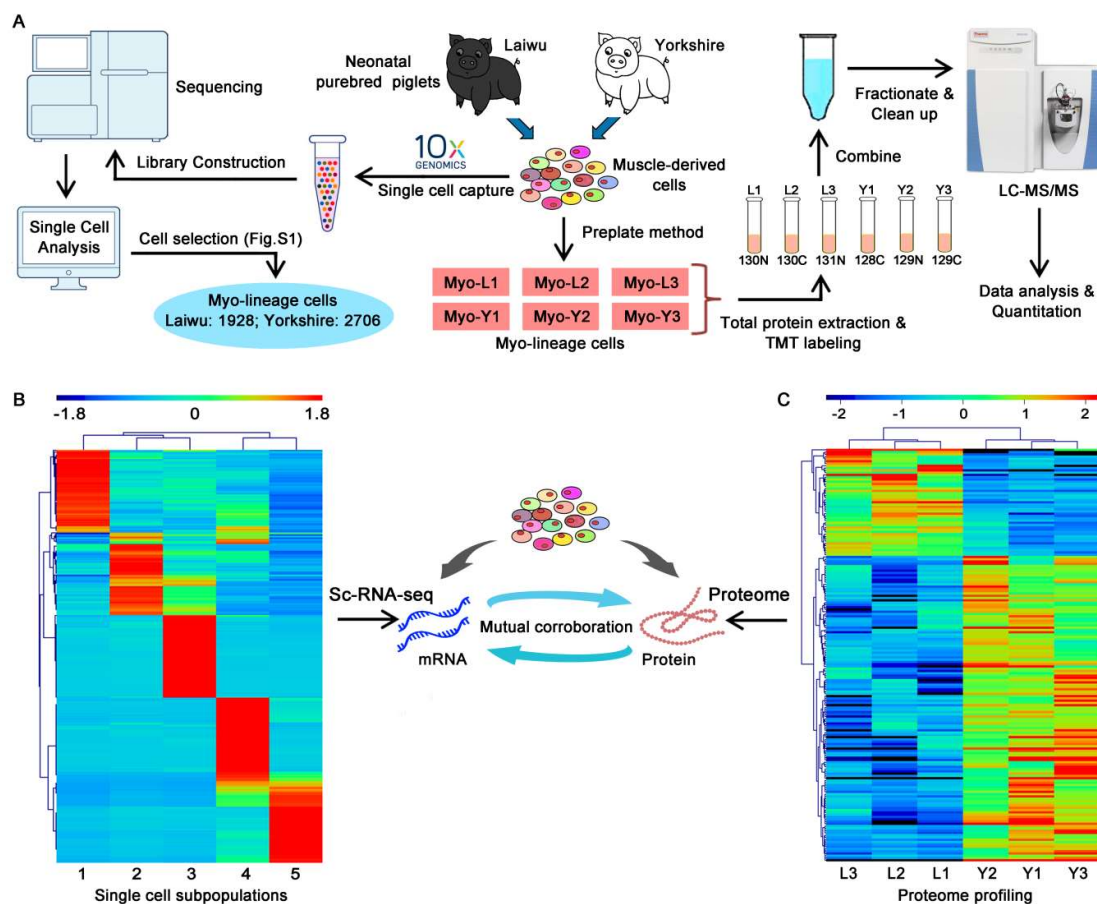 A
Laiwu
Yorkshire
Neonatal
purebred piglets
Sequencing
Fractionate &
Clean up
10x
GENOMICS
Library Construction
Single cell capture
Muscle-derived
cells
Combine
L1 L2 L3 Y1 Y2 Y3
LC-MS/MS
Single Cell
Analysis
Cell selection (Fig.S1)
Preplate method
130N 130C 131N 128C 129N 129C
Myo-L1 Myo-L2 Myo-L3
Myo-Y1 Myo-Y2 Myo-Y3
Myo-lineage cells
Myo-lineage cells
Laiwu: 1928; Yorkshire: 2706
Total protein extraction &
TMT labeling
Data analysis &
Quantitation
B
-1.8 0 1.8
C
-2 -1 0 1 2
Sc-RNA-seq
Proteome
Mutual corroboration
mRNA
Protein
1 2 3 4 5
Single cell subpopulations
L3 L2 L1 Y2 Y1 Y3
Proteome profiling